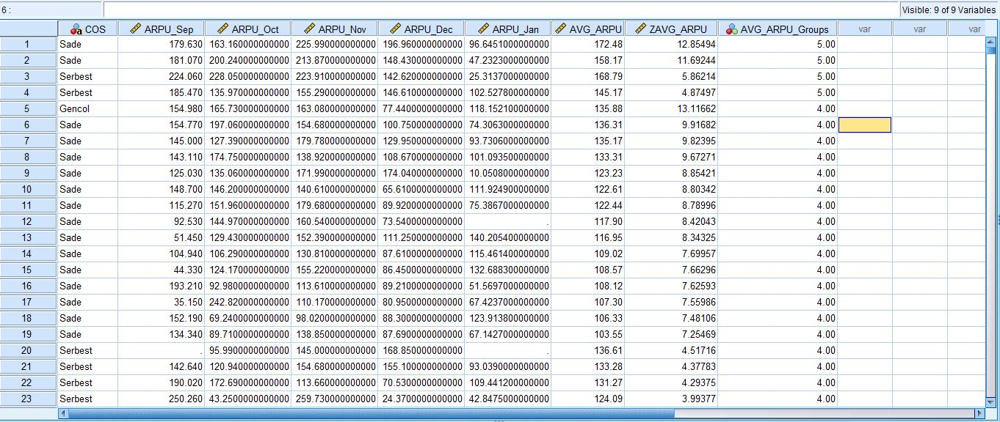 6 : Visible: 9 of 9 Variables
COS ARPU_Sep ARPU_Oct ARPU_Nov ARPU_Dec ARPU_Jan AVG_ARPU ZAVG_ARPU AVG_ARPU_Groups var var var
1 Sade 179.630 163.160000000000 225.990000000000 196.960000000000 96.6451000000000 172.48 12.85494 5.00
2 Sade 181.070 200.240000000000 213.870000000000 148.430000000000 47.2323000000000 158.17 11.69244 5.00
3 Serbest 224.060 228.050000000000 223.910000000000 142.620000000000 25.3137000000000 168.79 5.86214 5.00
4 Serbest 185.470 135.970000000000 155.290000000000 146.610000000000 102.527800000000 145.17 4.87497 5.00
5 Gencol 154.980 165.730000000000 163.080000000000 77.4400000000000 118.152100000000 135.88 13.11662 4.00
6 Sade 154.770 197.060000000000 154.680000000000 100.750000000000 74.3063000000000 136.31 9.91682 4.00
7 Sade 145.000 127.390000000000 179.780000000000 129.950000000000 93.7306000000000 135.17 9.82395 4.00
8 Sade 143.110 174.750000000000 138.920000000000 108.670000000000 101.093500000000 133.31 9.67271 4.00
9 Sade 125.030 135.060000000000 171.990000000000 174.040000000000 10.0508000000000 123.23 8.85421 4.00
10 Sade 148.700 146.200000000000 140.610000000000 65.6100000000000 111.924900000000 122.61 8.80342 4.00
11 Sade 115.270 151.960000000000 179.680000000000 89.9200000000000 75.3867000000000 122.44 8.78996 4.00
12 Sade 92.530 144.970000000000 160.540000000000 73.5400000000000 . 117.90 8.42043 4.00
13 Sade 51.450 129.430000000000 152.390000000000 111.250000000000 140.205400000000 116.95 8.34325 4.00
14 Sade 104.940 106.290000000000 130.810000000000 87.6100000000000 115.461400000000 109.02 7.69957 4.00
15 Sade 44.330 124.170000000000 155.220000000000 86.4500000000000 132.688300000000 108.57 7.66296 4.00
16 Sade 193.210 92.9800000000000 113.610000000000 89.2100000000000 51.5697000000000 108.12 7.62593 4.00
17 Sade 35.150 242.820000000000 110.170000000000 80.9500000000000 67.4237000000000 107.30 7.55986 4.00
18 Sade 152.190 69.2400000000000 98.0200000000000 88.3000000000000 123.913800000000 106.33 7.48106 4.00
19 Sade 134.340 89.7100000000000 138.850000000000 87.6900000000000 67.1427000000000 103.55 7.25469 4.00
20 Serbest . 95.9900000000000 145.000000000000 168.850000000000 . 136.61 4.51716 4.00
21 Serbest 142.640 120.940000000000 154.680000000000 155.100000000000 93.0390000000000 133.28 4.37783 4.00
22 Serbest 190.020 172.690000000000 113.660000000000 70.5300000000000 109.441200000000 131.27 4.29375 4.00
23 Serbest 250.260 43.2500000000000 259.730000000000 24.3700000000000 42.8475000000000 124.09 3.99377 4.00